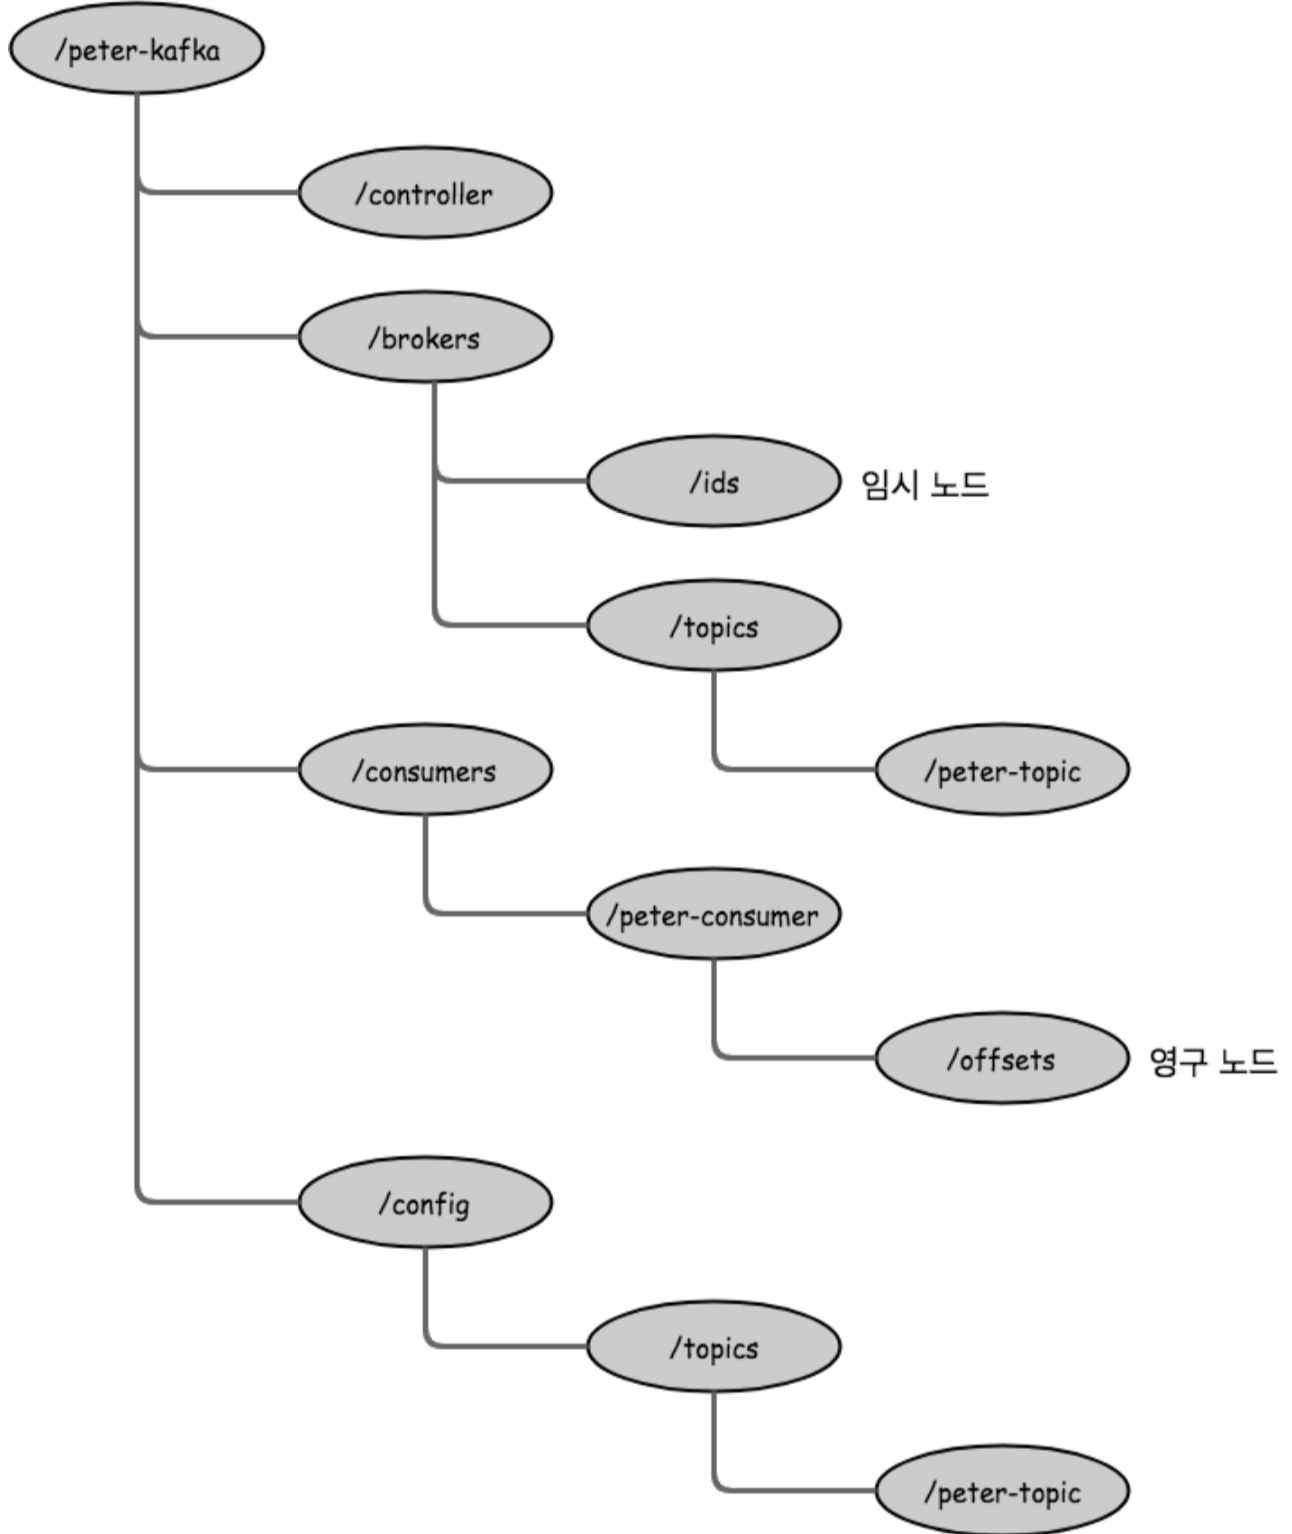 /peter-kafka
/controller
/brokers
/ids 임시 노드
/topics
/consumers
/peter-topic
/peter-consumer
/offsets 영구 노드
/config
/topics
/peter-topic